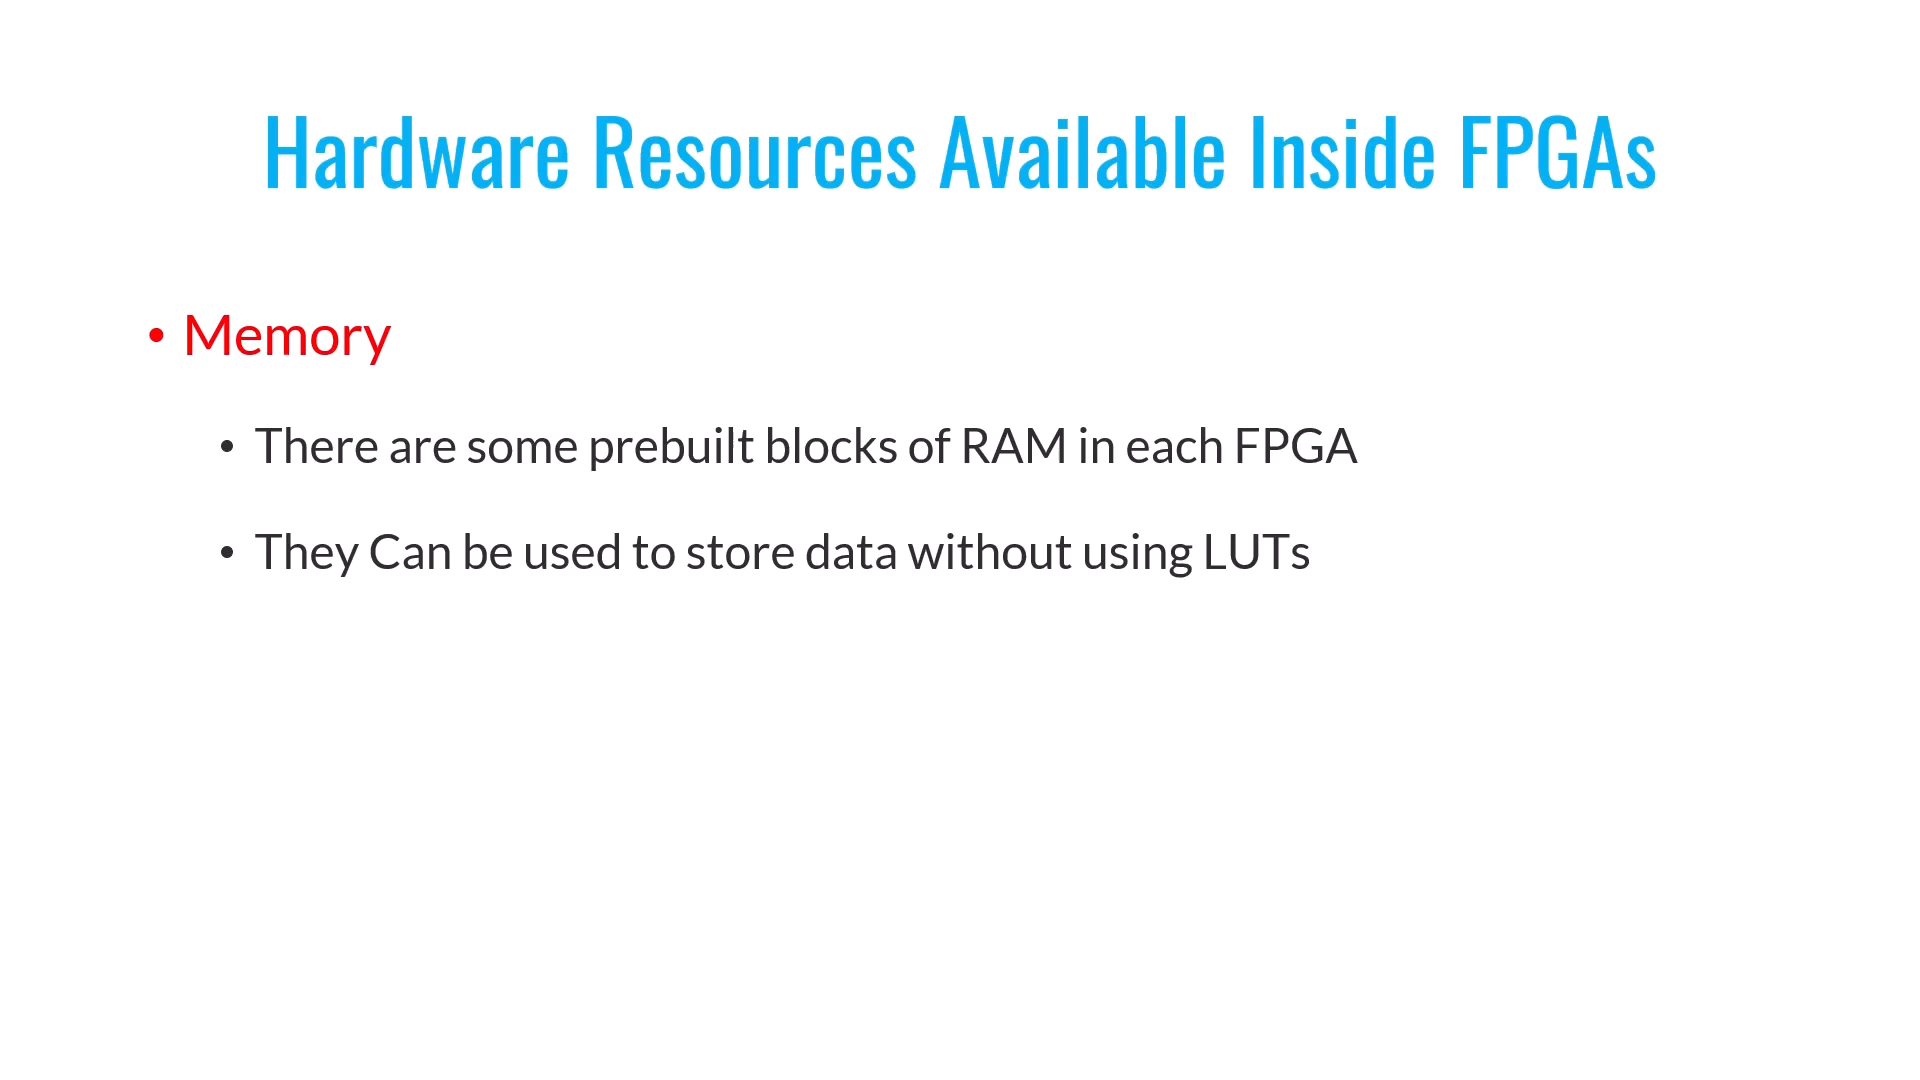 Hardware Resources Available Inside FPGAs
• Memory
• There are some prebuilt blocks of RAM in each FPGA
• They Can be used to store data without using LUTs